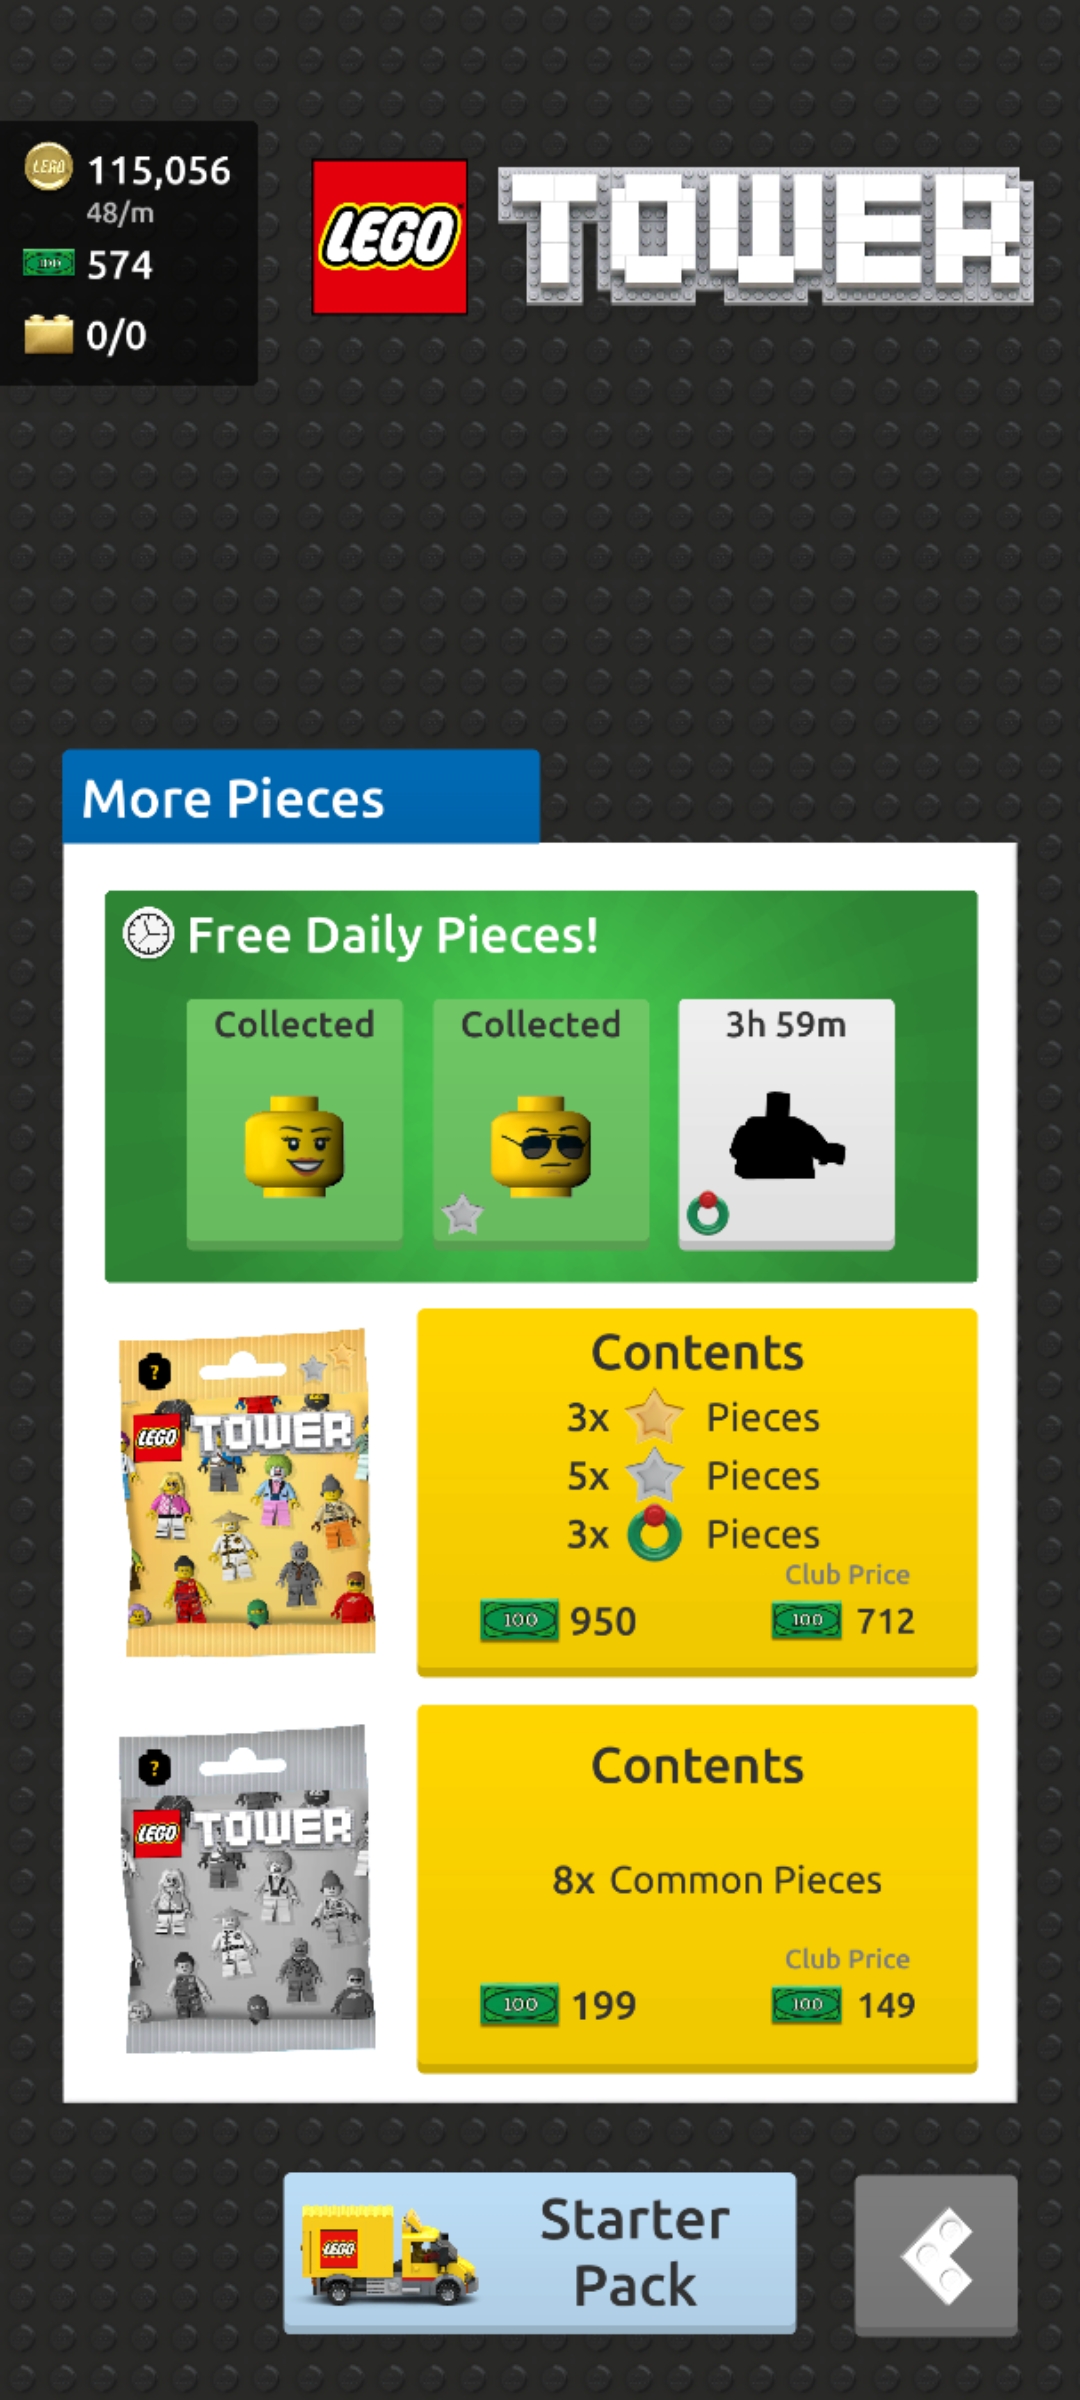 115,056
48/m
574
0/0
LEGO TOWER
More Pieces
Free Daily Pieces!
Collected
Collected
3h 59m
?
LEGO TOWER
Contents
3x Pieces
5x Pieces
3x Pieces
Club Price
100 950
100 712
?
LEGO TOWER
Contents
8x Common Pieces
Club Price
100 199
100 149
LEGO
Starter
Pack